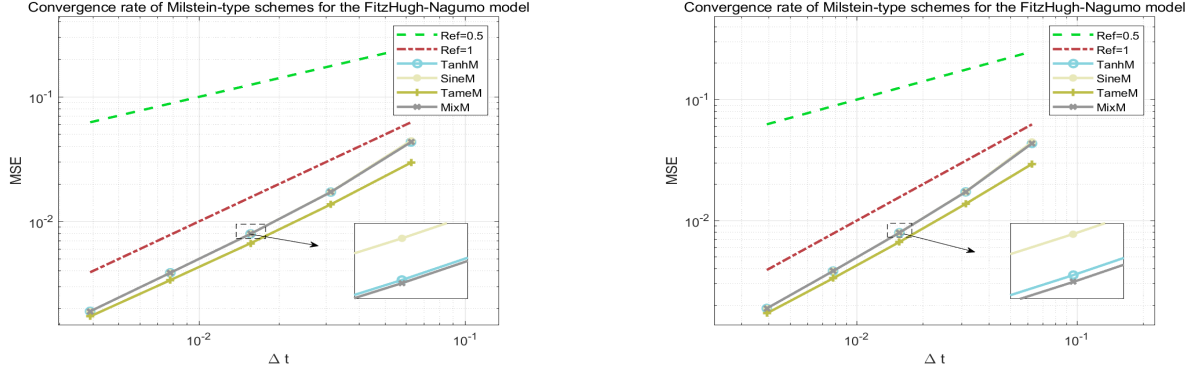 Convergence rate of Milstein-type schemes for the FitzHugh-Nagumo model
Ref=0.5
Ref=1
TanhM
SineM
TameM
MixM
10-1
10-2
MSE
10-2
10-1
Δ t
Convergence rate of Milstein-type schemes for the FitzHugh-Nagumo model
Ref=0.5
Ref=1
TanhM
SineM
TameM
MixM
10-1
10-2
MSE
10-2
10-1
Δ t